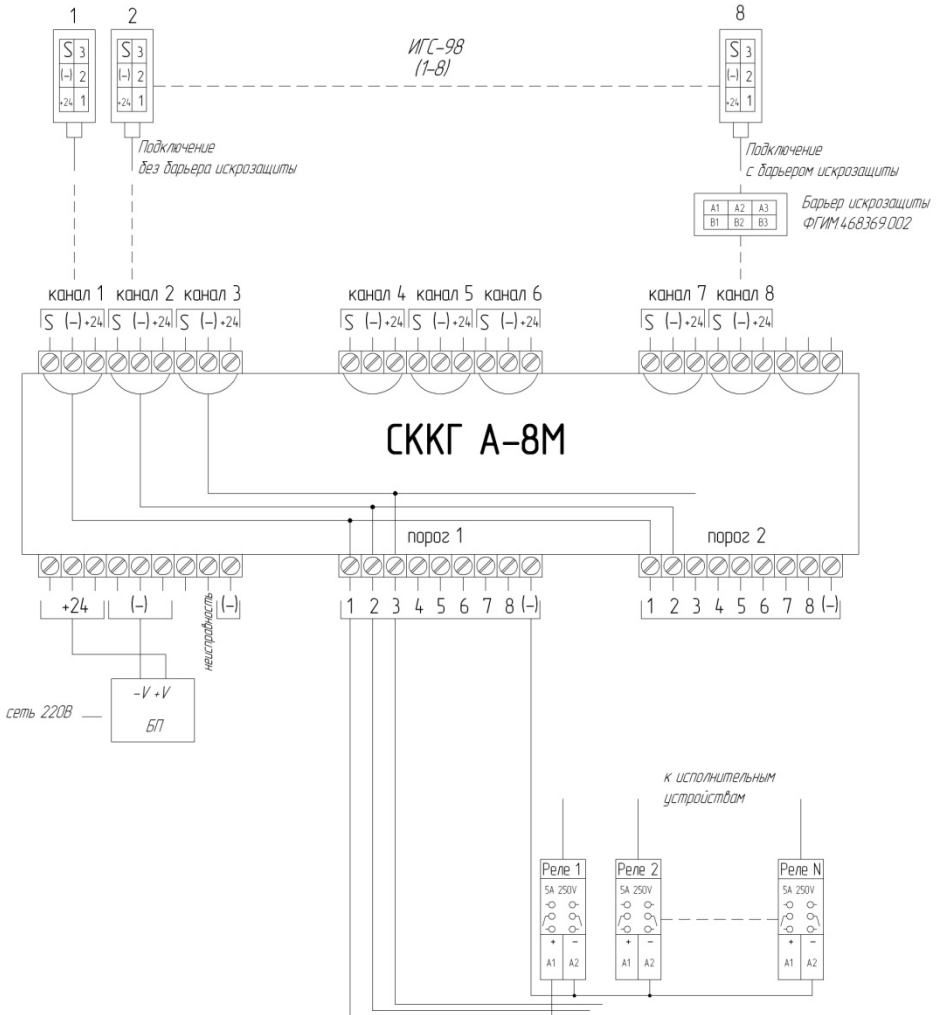 1 2 8
S 3 S 3 S 3
(-) 2 (-) 2 (-) 2
+24 1 +24 1 +24 1
ИГС-98
(1-8)
Подключение
без барьера искрозащиты
Подключение
с барьером искрозащиты
A1 A2 A3
B1 B2 B3
Барьер искрозащиты
ФГИМ.468369.002
канал 1 канал 2 канал 3 канал 4 канал 5 канал 6 канал 7 канал 8
S (-) +24 S (-) +24 S (-) +24 S (-) +24 S (-) +24 S (-) +24 S (-) +24 S (-) +24
СККГ А-8М
порог 1 порог 2
+24 (-) неисправность (-)
1 2 3 4 5 6 7 8 (-)
1 2 3 4 5 6 7 8 (-)
-V +V
БП
сеть 220В
к исполнительным
устройствам
Реле 1 Реле 2 Реле N
5A 250V 5A 250V 5A 250V
+ - + - + -
A1 A2 A1 A2 A1 A2